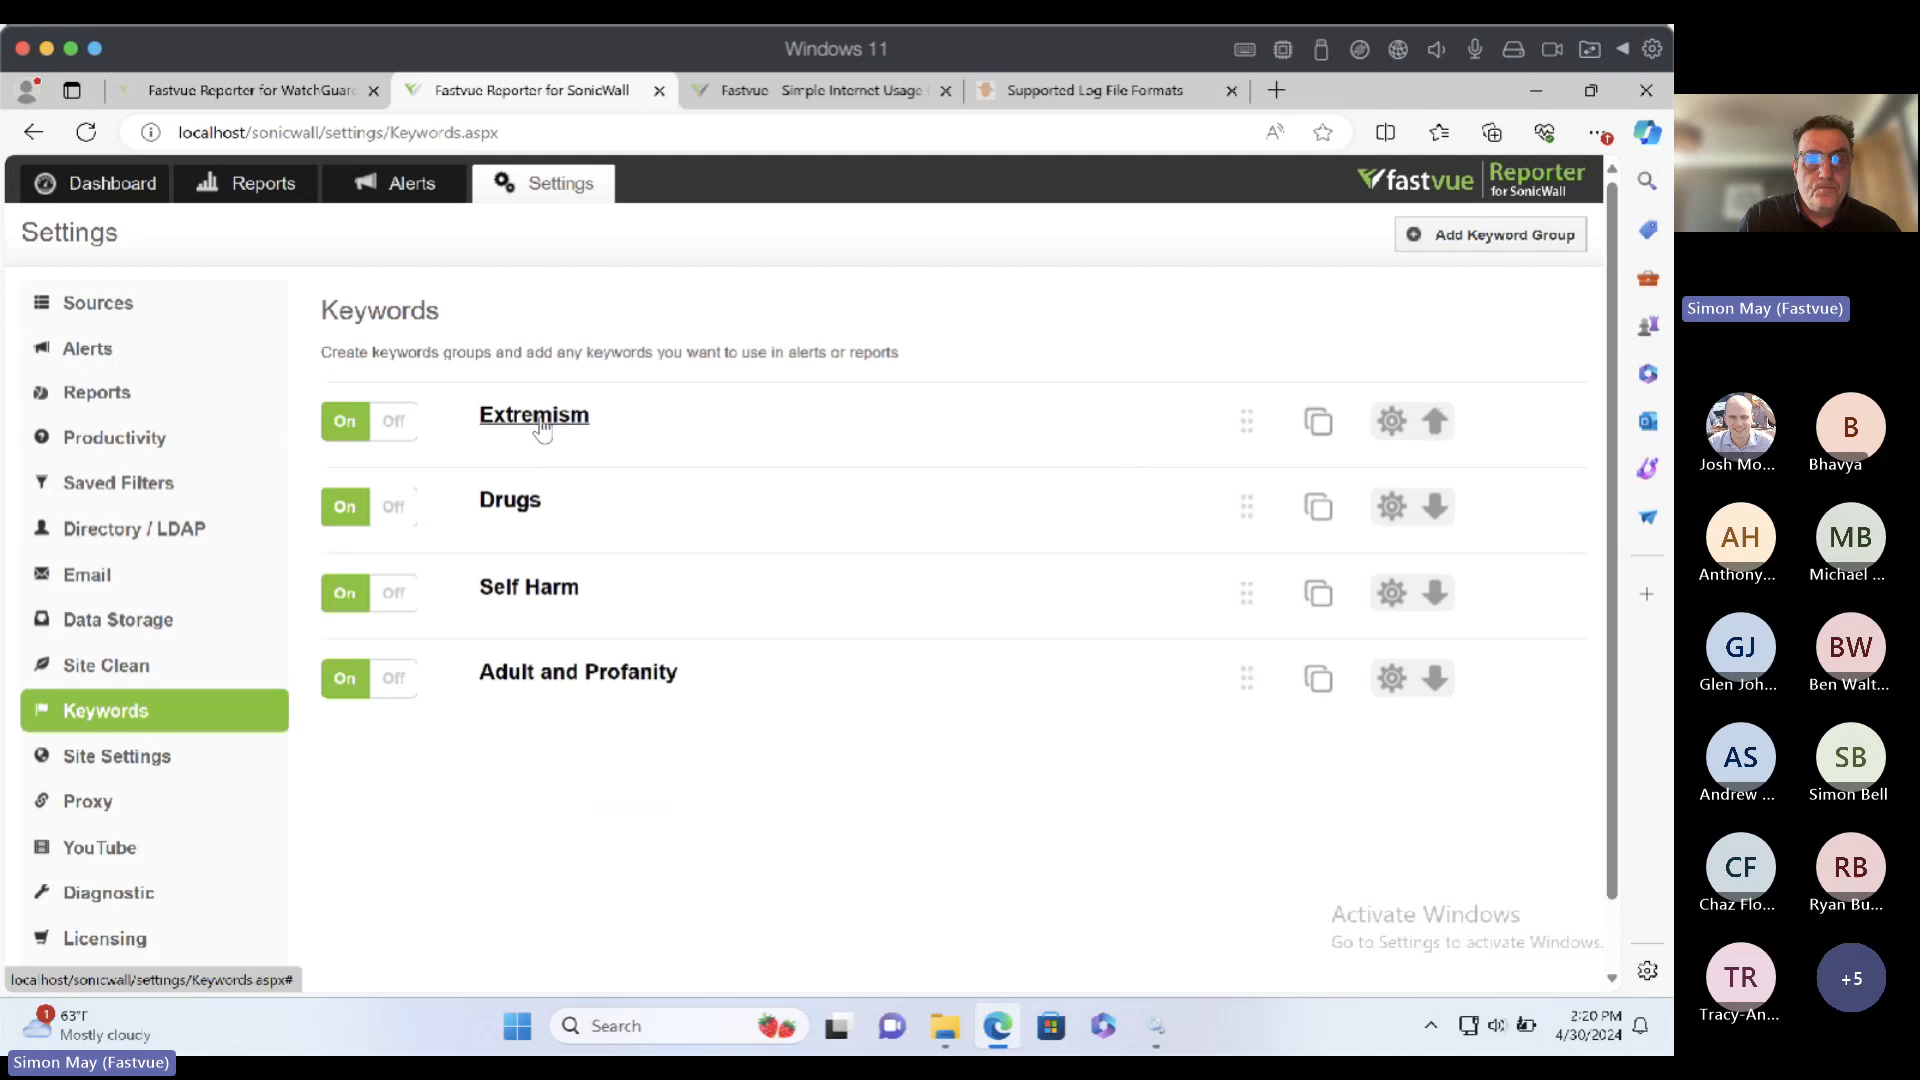 Windows 11
Fastvue Reporter for WatchGuar
Fastvue Reporter for SonicWall
Fastvue Simple Internet Usage
Supported Log File Formats
localhost/sonicwall/settings/Keywords.aspx
Dashboard
Reports
Alerts
Settings
fastvue
Reporter
for SonicWall
Settings
Add Keyword Group
Sources
Alerts
Reports
Productivity
Saved Filters
Directory / LDAP
Email
Data Storage
Site Clean
Keywords
Site Settings
Proxy
YouTube
Diagnostic
Licensing
Keywords
Create keywords groups and add any keywords you want to use in alerts or reports
On Off Extremism
On Off Drugs
On Off Self Harm
On Off Adult and Profanity
Activate Windows
Go to Settings to activate Windows.
localhost/sonicwall/settings/Keywords.aspx#
1
63°F
Mostly cloudy
Search
2:20 PM
4/30/2024
Simon May (Fastvue)
Simon May (Fastvue)
B
Josh Mo...
Bhavya
AH
MB
Anthony...
Michael ...
GJ
BW
Glen Joh...
Ben Walt...
AS
SB
Andrew ...
Simon Bell
CF
RB
Chaz Flo...
Ryan Bu...
TR
+5
Tracy-An...